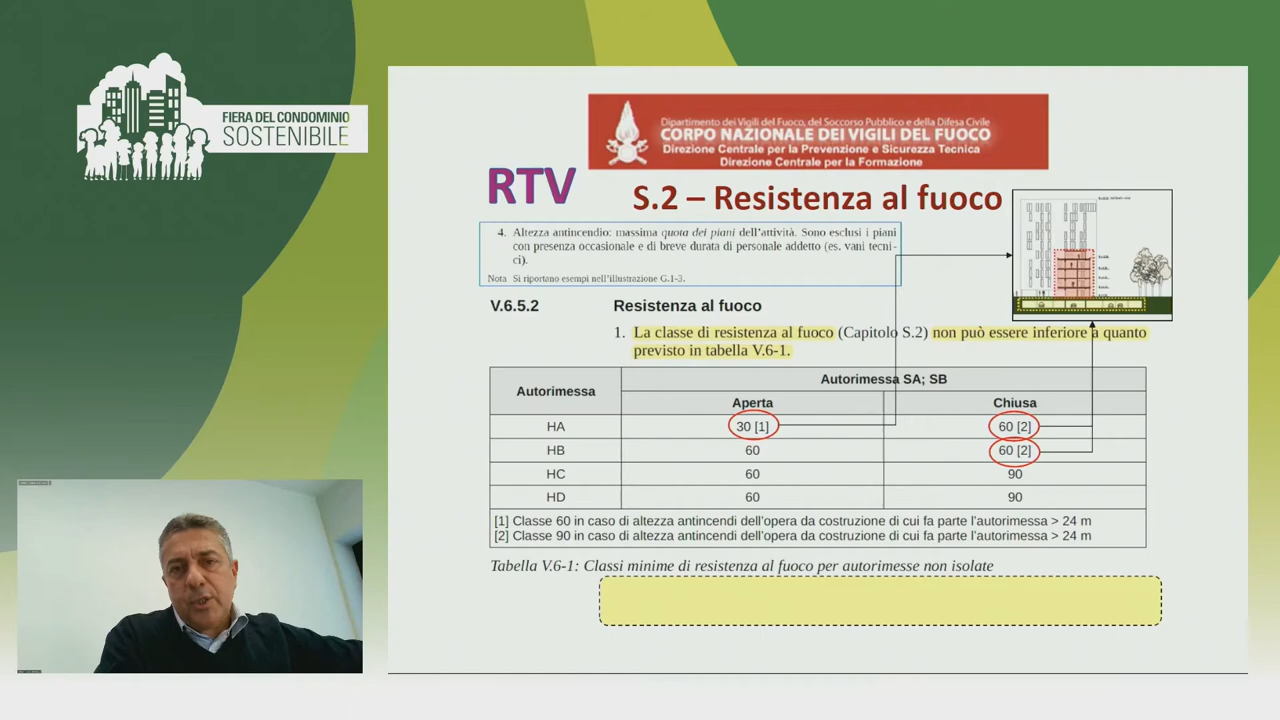 FIERA DEL CONDOMINIO
SOSTENIBILE
Dipartimento dei Vigili del Fuoco, del Soccorso Pubblico e della Difesa Civile
CORPO NAZIONALE DEI VIGILI DEL FUOCO
Direzione Centrale per la Prevenzione e Sicurezza Tecnica
Direzione Centrale per la Formazione
RTV
S.2 – Resistenza al fuoco
4. Altezza antincendio: massima quota dei piani dell'attività. Sono esclusi i piani
con presenza occasionale e di breve durata di personale addetto (es. vani tecni-
ci).
Nota Si riportano esempi nell'illustrazione G.1-3.
V.6.5.2 Resistenza al fuoco
1. La classe di resistenza al fuoco (Capitolo S.2) non può essere inferiore a quanto
previsto in tabella V.6-1.
Autorimessa Autorimessa SA; SB
Aperta Chiusa
HA 30 [1] 60 [2]
HB 60 60 [2]
HC 60 90
HD 60 90
[1] Classe 60 in caso di altezza antincendi dell'opera da costruzione di cui fa parte l'autorimessa > 24 m
[2] Classe 90 in caso di altezza antincendi dell'opera da costruzione di cui fa parte l'autorimessa > 24 m
Tabella V.6-1: Classi minime di resistenza al fuoco per autorimesse non isolate